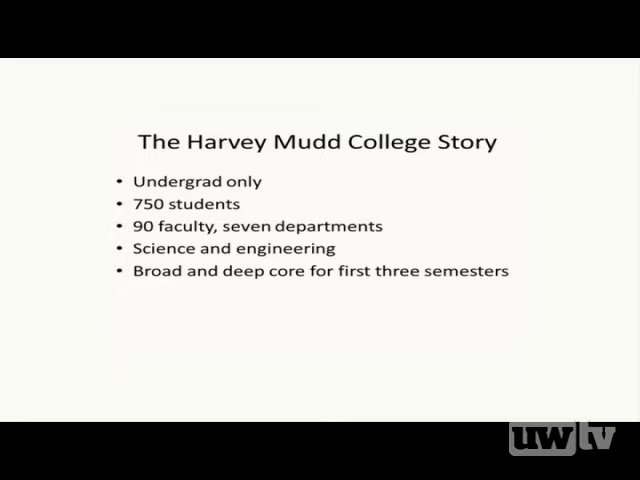 The Harvey Mudd College Story
• Undergrad only
• 750 students
• 90 faculty, seven departments
• Science and engineering
• Broad and deep core for first three semesters
uwtv